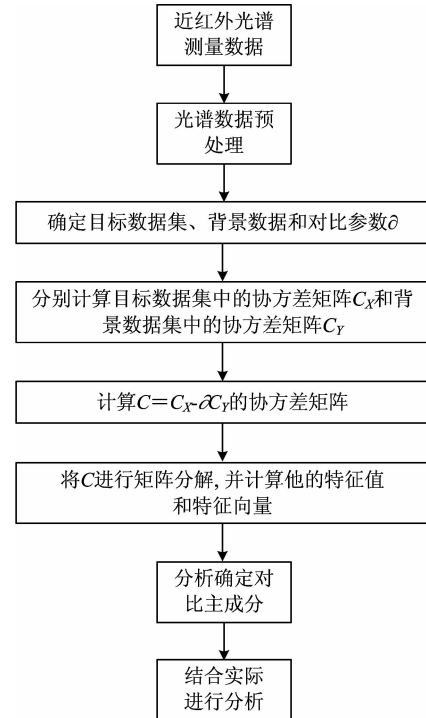 近红外光谱
测量数据
光谱数据预
处理
确定目标数据集、背景数据和对比参数∂
分别计算目标数据集中的协方差矩阵C_X和背
景数据集中的协方差矩阵C_Y
计算C＝C_X-∂C_Y的协方差矩阵
将C进行矩阵分解,并计算他的特征值
和特征向量
分析确定对
比主成分
结合实际
进行分析